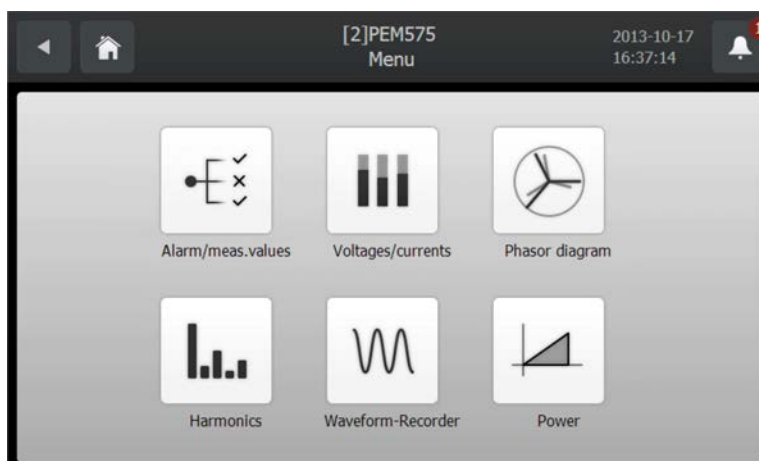 [2]PEM575
Menu
2013-10-17
16:37:14
1
Alarm/meas.values
Voltages/currents
Phasor diagram
Harmonics
Waveform-Recorder
Power